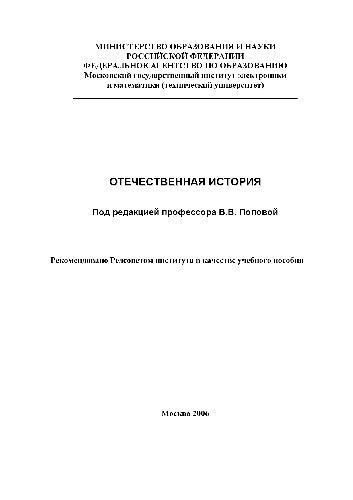 МИНИСТЕРСТВО ОБРАЗОВАНИЯ И НАУКИ
РОССИЙСКОЙ ФЕДЕРАЦИИ
ФЕДЕРАЛЬНОЕ АГЕНТСТВО ПО ОБРАЗОВАНИЮ
Московский государственный институт электроники
и математики (технический университет)
ОТЕЧЕСТВЕННАЯ ИСТОРИЯ
Под редакцией профессора В.В. Поповой
Рекомендовано Редсоветом института в качестве учебного пособия
Москва 2006